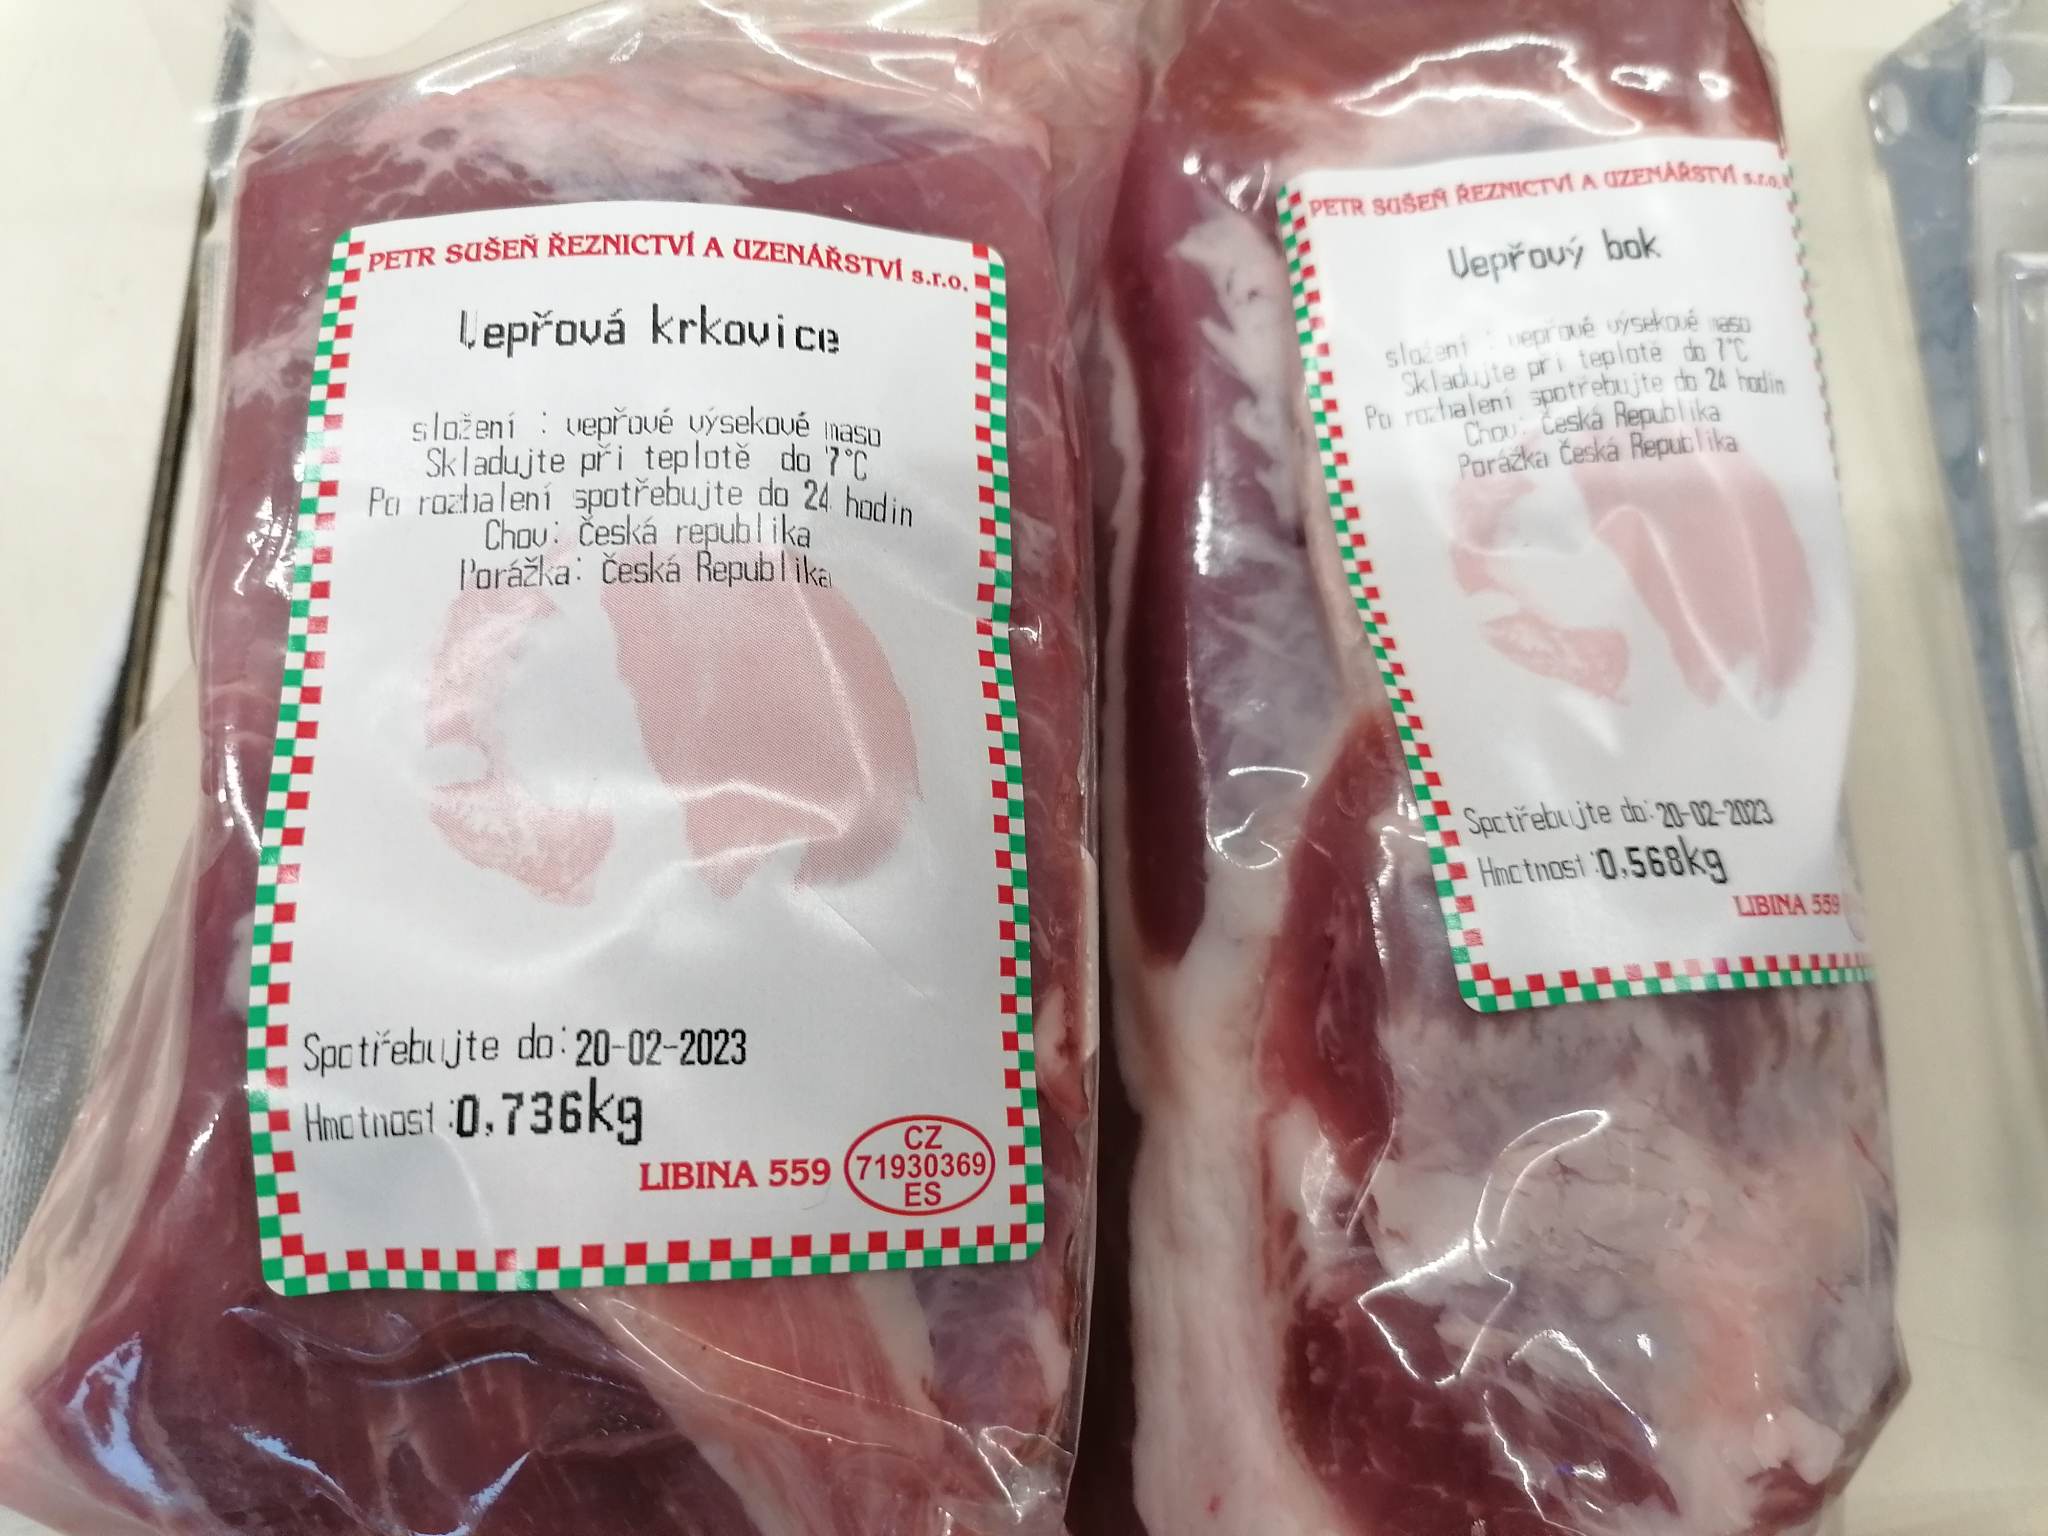 PETR SUŠEŇ ŘEZNICTVÍ A UZENÁŘSTVÍ s.r.o.
Vepřová krkovice
složení : vepřové výsekové maso
Skladujte při teplotě do 7°C
Po rozbalení spotřebujte do 24 hodin
Chov: Česká republika
Porážka: Česká Republika
Spotřebujte do: 20-02-2023
Hmotnost :0,736kg
LIBINA 559
CZ
71930369
ES
PETR SUŠEŇ ŘEZNICTVÍ A UZENÁŘSTVÍ s.r.o.
Vepřový bok
složení : vepřové výsekové maso
Skladujte při teplotě do 7°C
Po rozbalení spotřebujte do 24 hodin
Chov: Česká Republika
Porážka Česká Republika
Spotřebujte do: 20-02-2023
Hmotnost :0,568kg
LIBINA 559